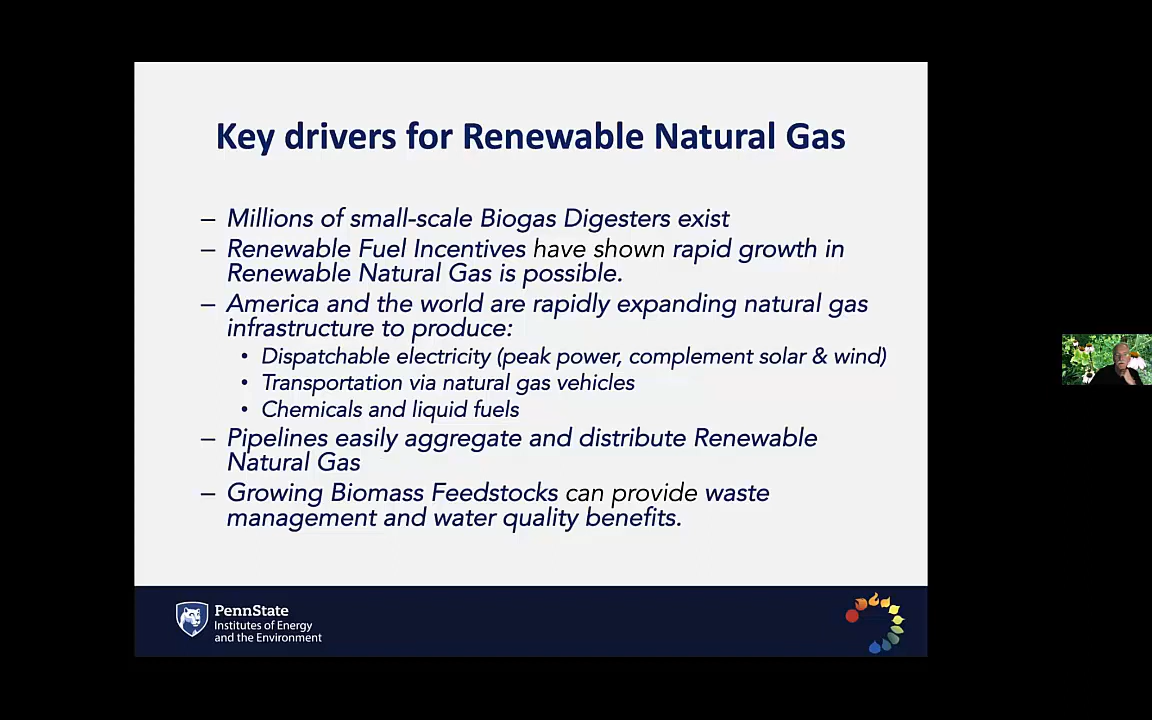 Key drivers for Renewable Natural Gas
– Millions of small-scale Biogas Digesters exist
– Renewable Fuel Incentives have shown rapid growth in
Renewable Natural Gas is possible.
– America and the world are rapidly expanding natural gas
infrastructure to produce:
• Dispatchable electricity (peak power, complement solar & wind)
• Transportation via natural gas vehicles
• Chemicals and liquid fuels
– Pipelines easily aggregate and distribute Renewable
Natural Gas
– Growing Biomass Feedstocks can provide waste
management and water quality benefits.
PennState
Institutes of Energy
and the Environment